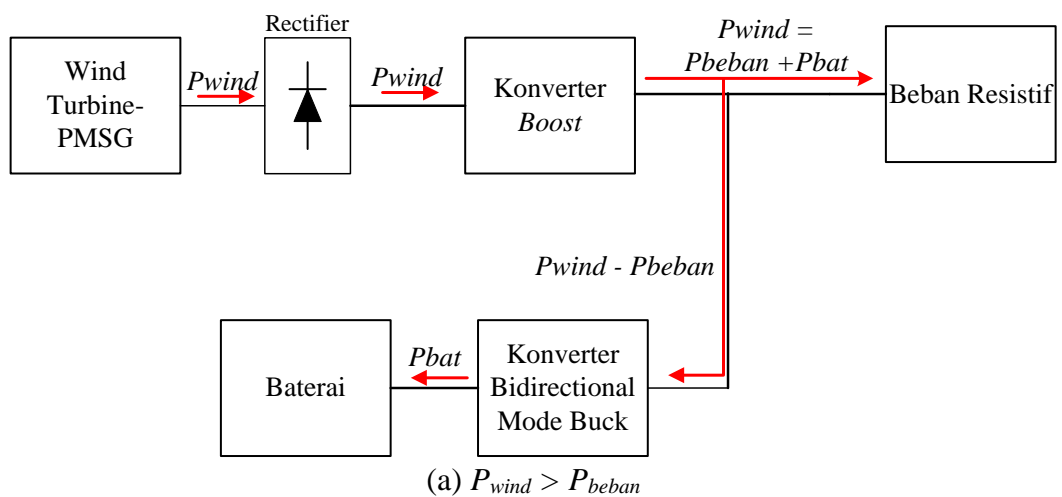 Rectifier
Wind
Turbine-
PMSG
Pwind
Pwind
Konverter
Boost
Pwind =
Pbeban +Pbat
Beban Resistif
Pwind - Pbeban
Baterai
Pbat
Konverter
Bidirectional
Mode Buck
(a) Pwind > Pbeban